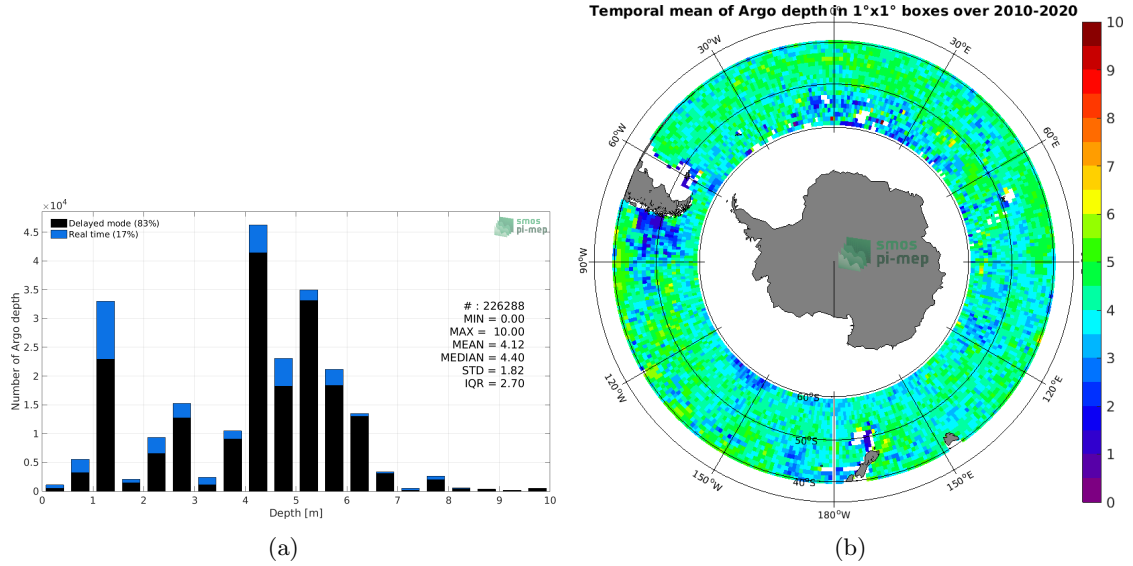 ×10⁴
Delayed mode (83%)
Real time (17%)
smos
pi-mep
# : 226288
MIN = 0.00
MAX = 10.00
MEAN = 4.12
MEDIAN = 4.40
STD = 1.82
IQR = 2.70
4.5
4
3.5
3
2.5
2
1.5
1
0.5
0
Number of Argo depth
0 1 2 3 4 5 6 7 8 9 10
Depth [m]
(a)
Temporal mean of Argo depth in 1°x1° boxes over 2010-2020
0°
30°W
30°E
60°W
60°E
90°W
120°W
120°E
150°W
150°E
180°W
60°S
50°S
40°S
smos
pi-mep
10
9
8
7
6
5
4
3
2
1
0
(b)